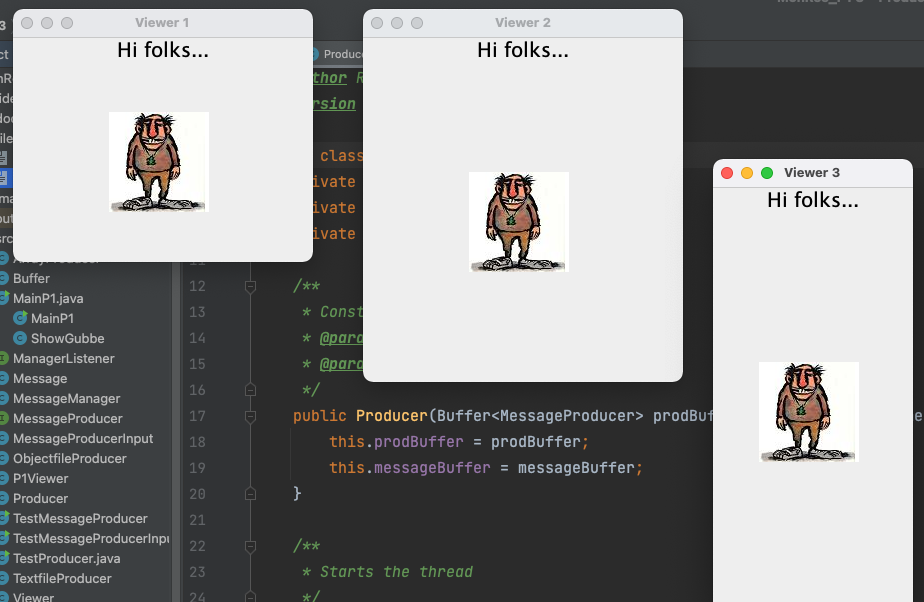 Viewer 1
Hi folks...
Viewer 2
Hi folks...
Viewer 3
Hi folks...
3
Produce
thor R
rsion
class
ivate
ivate
ivate
Buffer
MainP1.java
MainP1
ShowGubbe
ManagerListener
Message
MessageManager
MessageProducer
MessageProducerInput
ObjectfileProducer
P1Viewer
Producer
TestMessageProducer
TestMessageProducerInpu
TestProducer.java
TextfileProducer
Viewer
12 /**
13 * Const
14 * @para
15 * @para
16 */
17 public Producer(Buffer<MessageProducer> prodBuf
18 this.prodBuffer = prodBuffer;
19 this.messageBuffer = messageBuffer;
20 }
21
22 /**
23 * Starts the thread
24 */